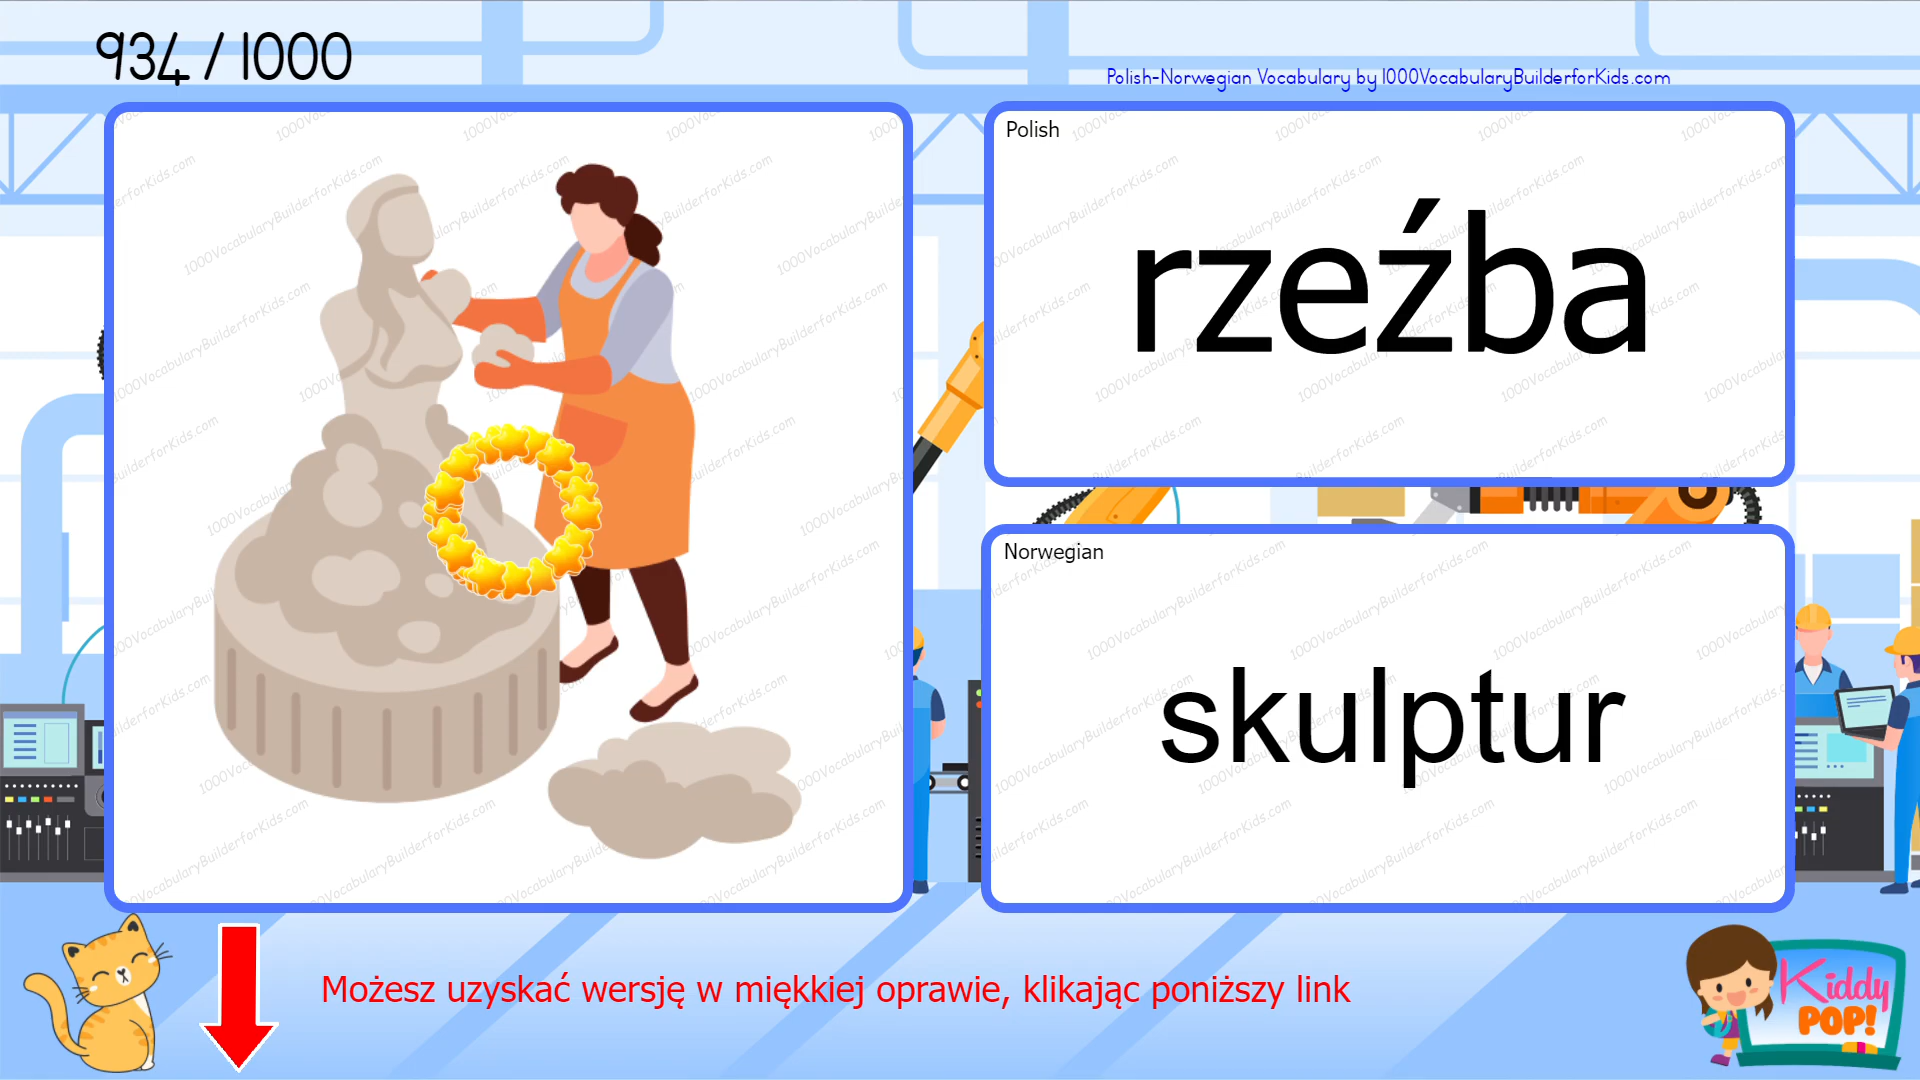 934 / 1000
Polish-Norwegian Vocabulary by 1000VocabularyBuilderforKids.com
Polish
rzeźba
Norwegian
skulptur
Możesz uzyskać wersję w miękkiej oprawie, klikając poniższy link
Kiddy
POP!